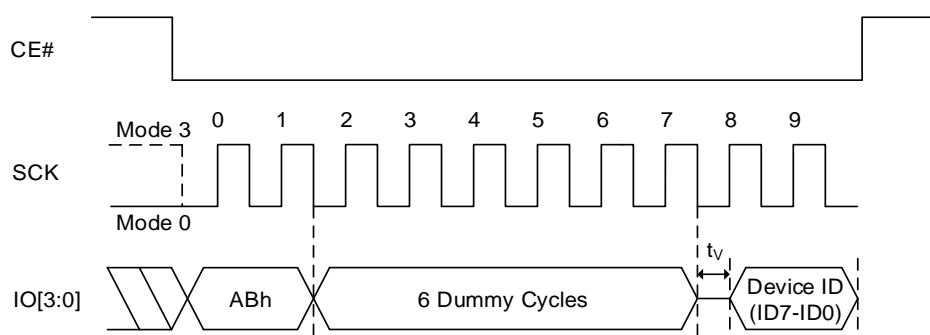 CE#
Mode 3
0 1 2 3 4 5 6 7 8 9
SCK
Mode 0
tV
IO[3:0]
ABh
6 Dummy Cycles
Device ID
(ID7-ID0)